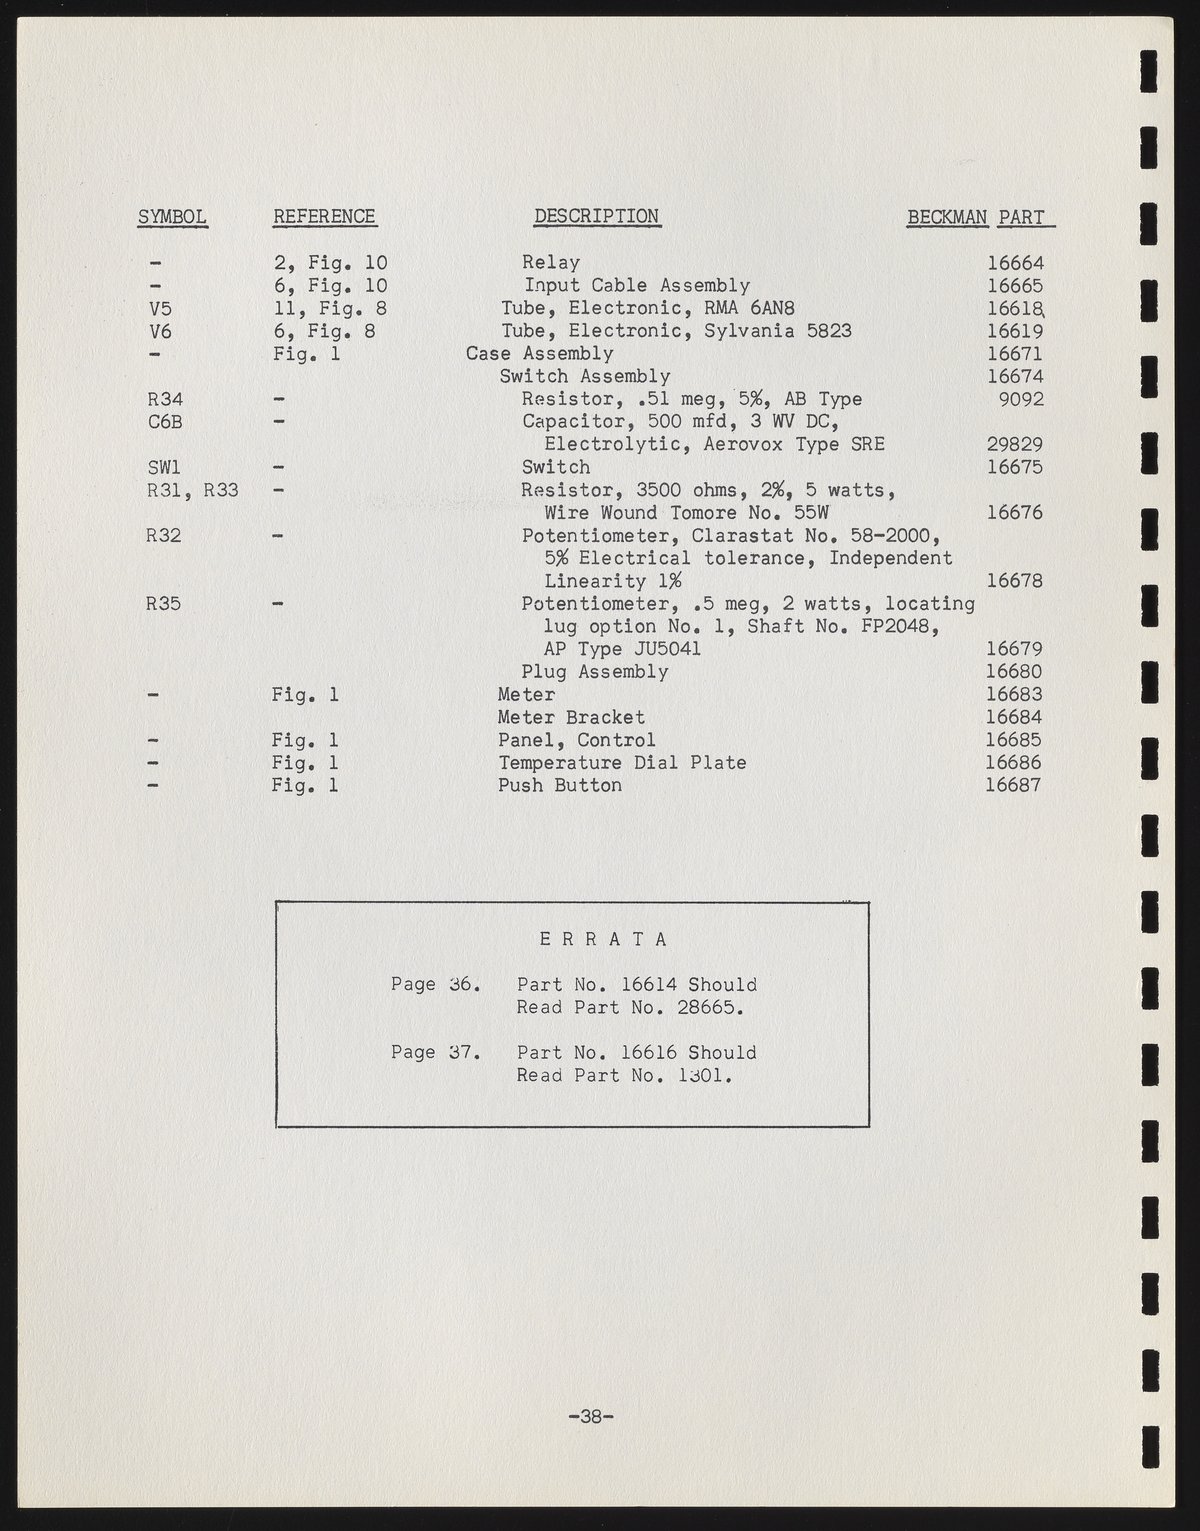 SYMBOL REFERENCE DESCRIPTION BECKMAN PART
- 2, Fig. 10 Relay 16664
- 6, Fig. 10 Input Cable Assembly 16665
V5 11, Fig. 8 Tube, Electronic, RMA 6AN8 16618
V6 6, Fig. 8 Tube, Electronic, Sylvania 5823 16619
- Fig. 1 Case Assembly 16671
Switch Assembly 16674
R34 - Resistor, .51 meg, 5%, AB Type 9092
C6B - Capacitor, 500 mfd, 3 WV DC,
Electrolytic, Aerovox Type SRE 29829
SW1 - Switch 16675
R31, R33 - Resistor, 3500 ohms, 2%, 5 watts,
Wire Wound Tomore No. 55W 16676
R32 - Potentiometer, Clarastat No. 58-2000,
5% Electrical tolerance, Independent
Linearity 1% 16678
R35 - Potentiometer, .5 meg, 2 watts, locating
lug option No. 1, Shaft No. FP2048,
AP Type JU5041 16679
Plug Assembly 16680
- Fig. 1 Meter 16683
Meter Bracket 16684
- Fig. 1 Panel, Control 16685
- Fig. 1 Temperature Dial Plate 16686
- Fig. 1 Push Button 16687
E R R A T A
Page 36. Part No. 16614 Should
Read Part No. 28665.
Page 37. Part No. 16616 Should
Read Part No. 1301.
-38-